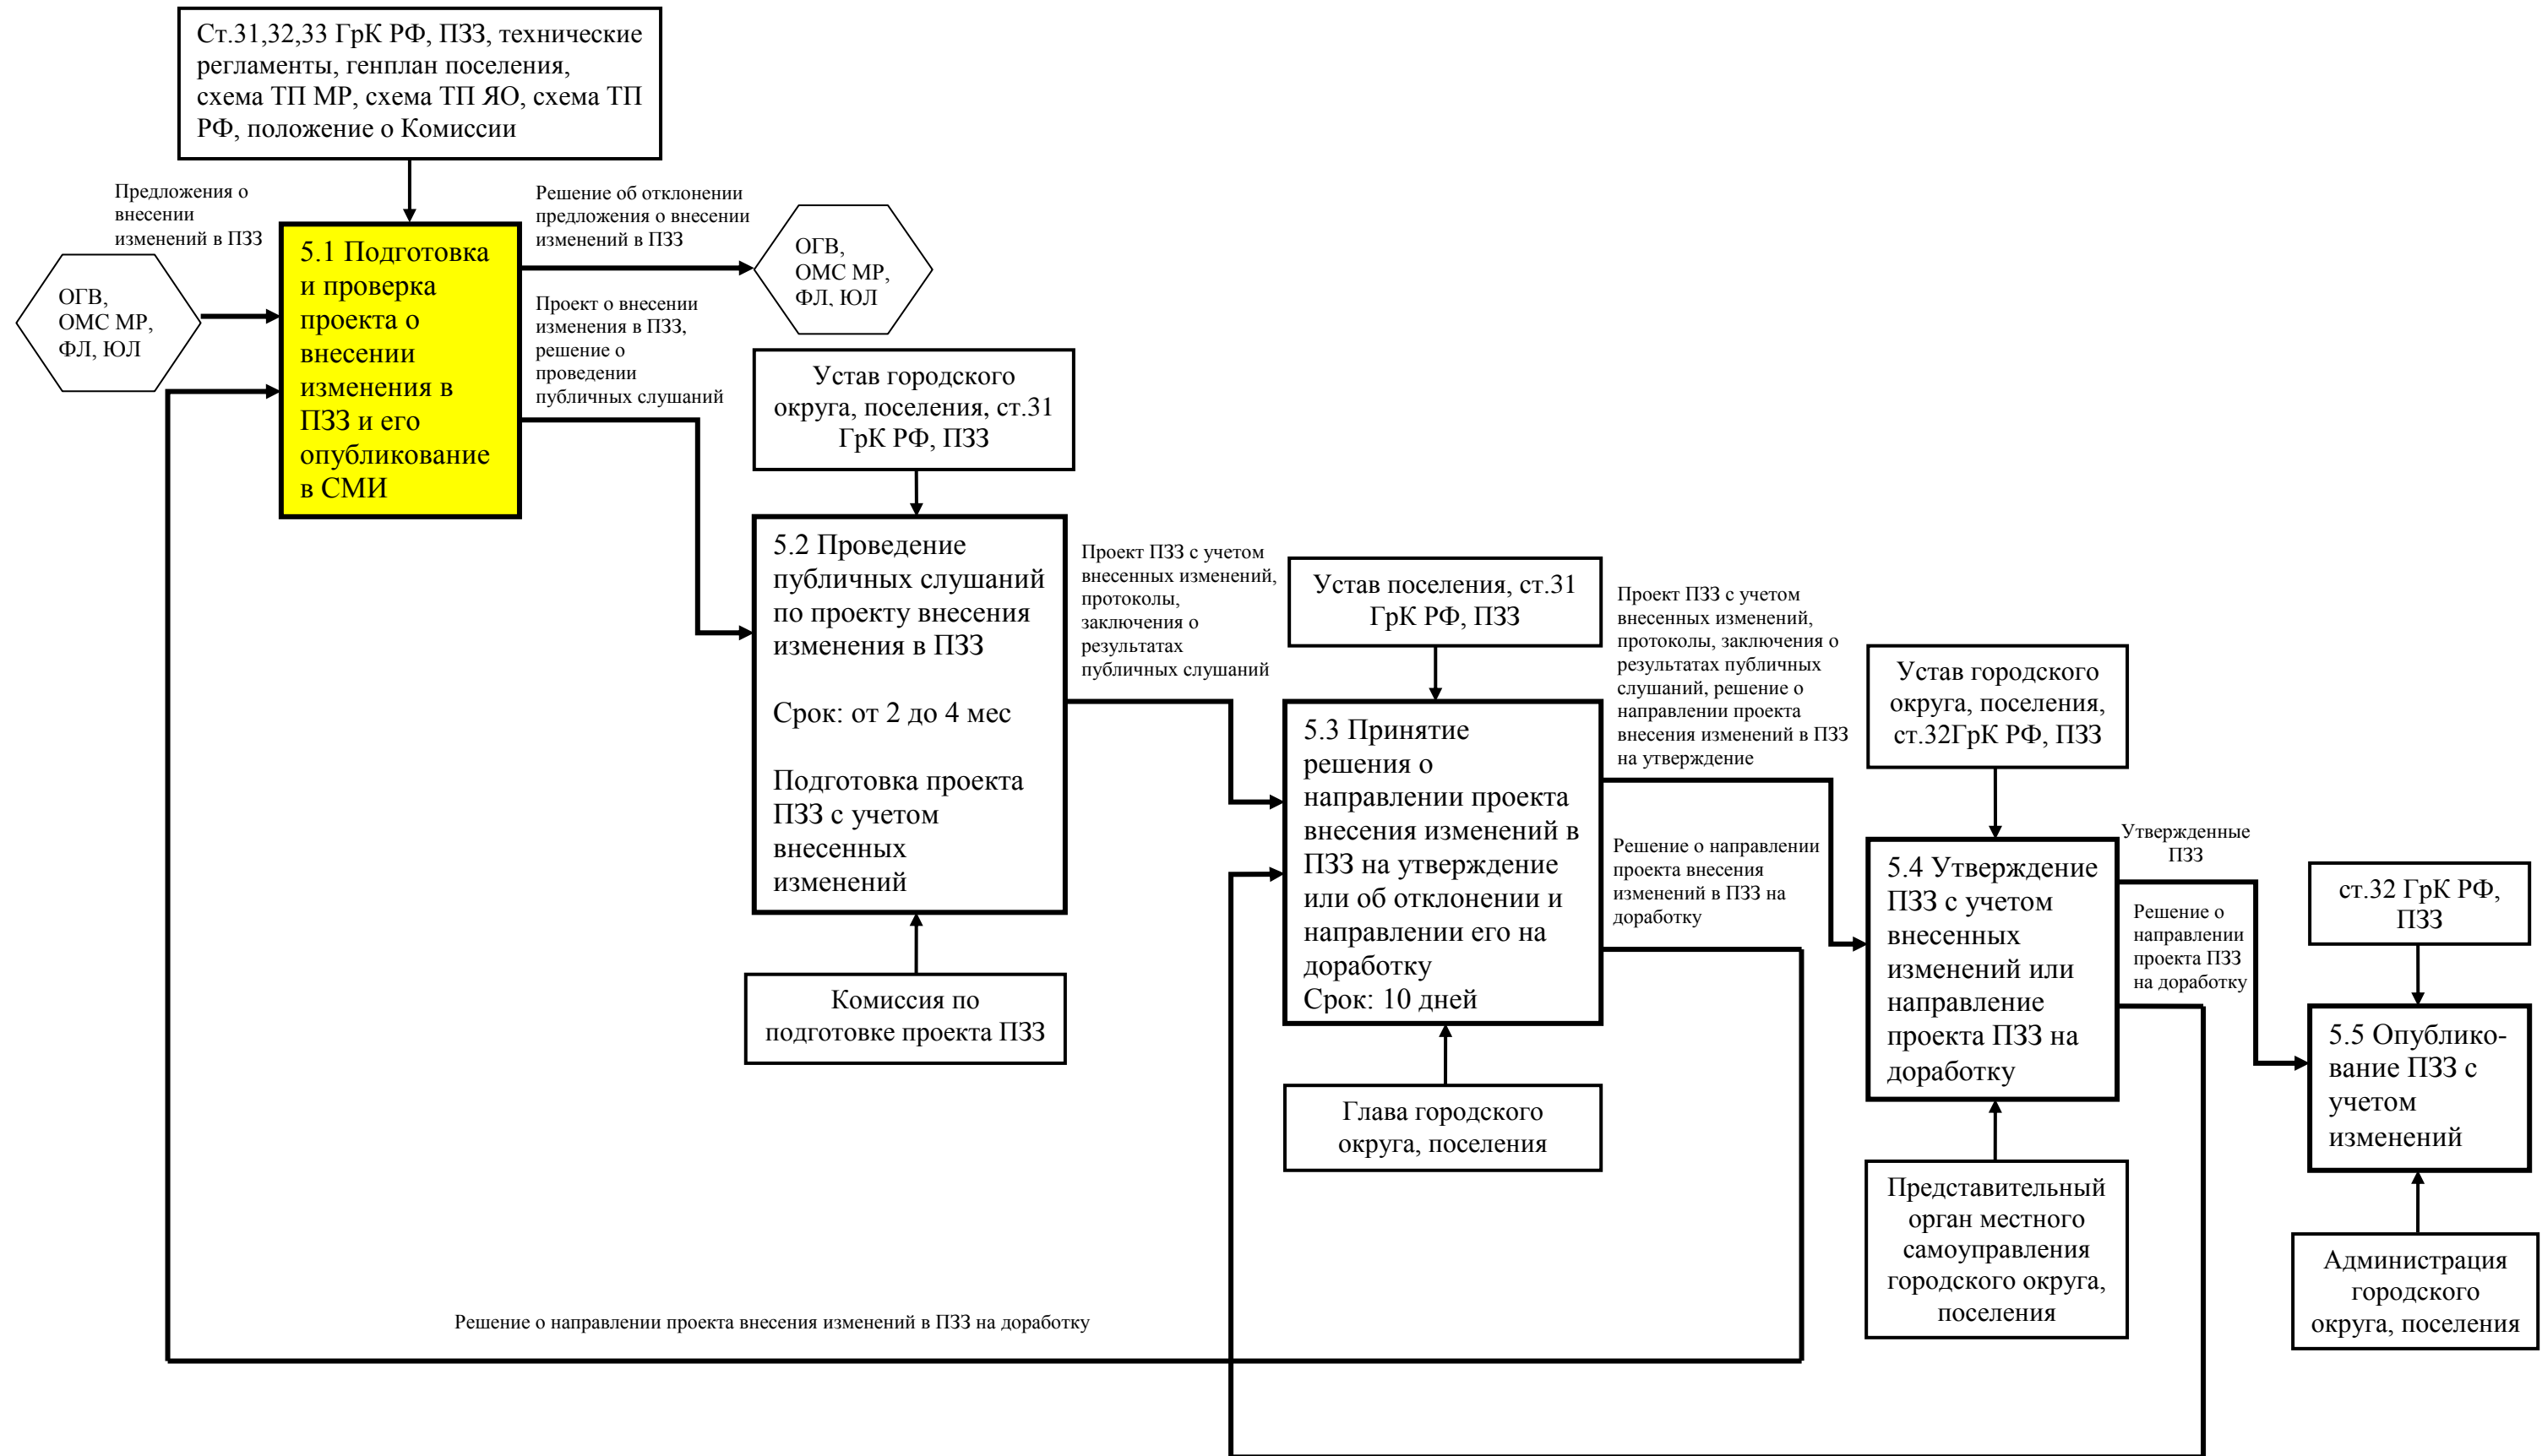 Ст.31,32,33 ГрК РФ, ПЗЗ, технические
регламенты, генплан поселения,
схема ТП МР, схема ТП ЯО, схема ТП
РФ, положение о Комиссии
Предложения о
внесении
изменений в ПЗЗ
ОГВ,
ОМС МР,
ФЛ, ЮЛ
5.1 Подготовка
и проверка
проекта о
внесении
изменения в
ПЗЗ и его
опубликование
в СМИ
Решение об отклонении
предложения о внесении
изменений в ПЗЗ
ОГВ,
ОМС МР,
ФЛ, ЮЛ
Проект о внесении
изменения в ПЗЗ,
решение о
проведении
публичных слушаний
Устав городского
округа, поселения, ст.31
ГрК РФ, ПЗЗ
5.2 Проведение
публичных слушаний
по проекту внесения
изменения в ПЗЗ
Срок: от 2 до 4 мес
Подготовка проекта
ПЗЗ с учетом
внесенных
изменений
Комиссия по
подготовке проекта ПЗЗ
Проект ПЗЗ с учетом
внесенных изменений,
протоколы,
заключения о
результатах
публичных слушаний
Устав поселения, ст.31
ГрК РФ, ПЗЗ
5.3 Принятие
решения о
направлении проекта
внесения изменений в
ПЗЗ на утверждение
или об отклонении и
направлении его на
доработку
Срок: 10 дней
Глава городского
округа, поселения
Проект ПЗЗ с учетом
внесенных изменений,
протоколы, заключения о
результатах публичных
слушаний, решение о
направлении проекта
внесения изменений в ПЗЗ
на утверждение
Решение о направлении
проекта внесения
изменений в ПЗЗ на
доработку
Устав городского
округа, поселения,
ст.32ГрК РФ, ПЗЗ
5.4 Утверждение
ПЗЗ с учетом
внесенных
изменений или
направление
проекта ПЗЗ на
доработку
Представительный
орган местного
самоуправления
городского округа,
поселения
Утвержденные
ПЗЗ
Решение о
направлении
проекта ПЗЗ
на доработку
ст.32 ГрК РФ,
ПЗЗ
5.5 Опублико-
вание ПЗЗ с
учетом
изменений
Администрация
городского
округа, поселения
Решение о направлении проекта внесения изменений в ПЗЗ на доработку